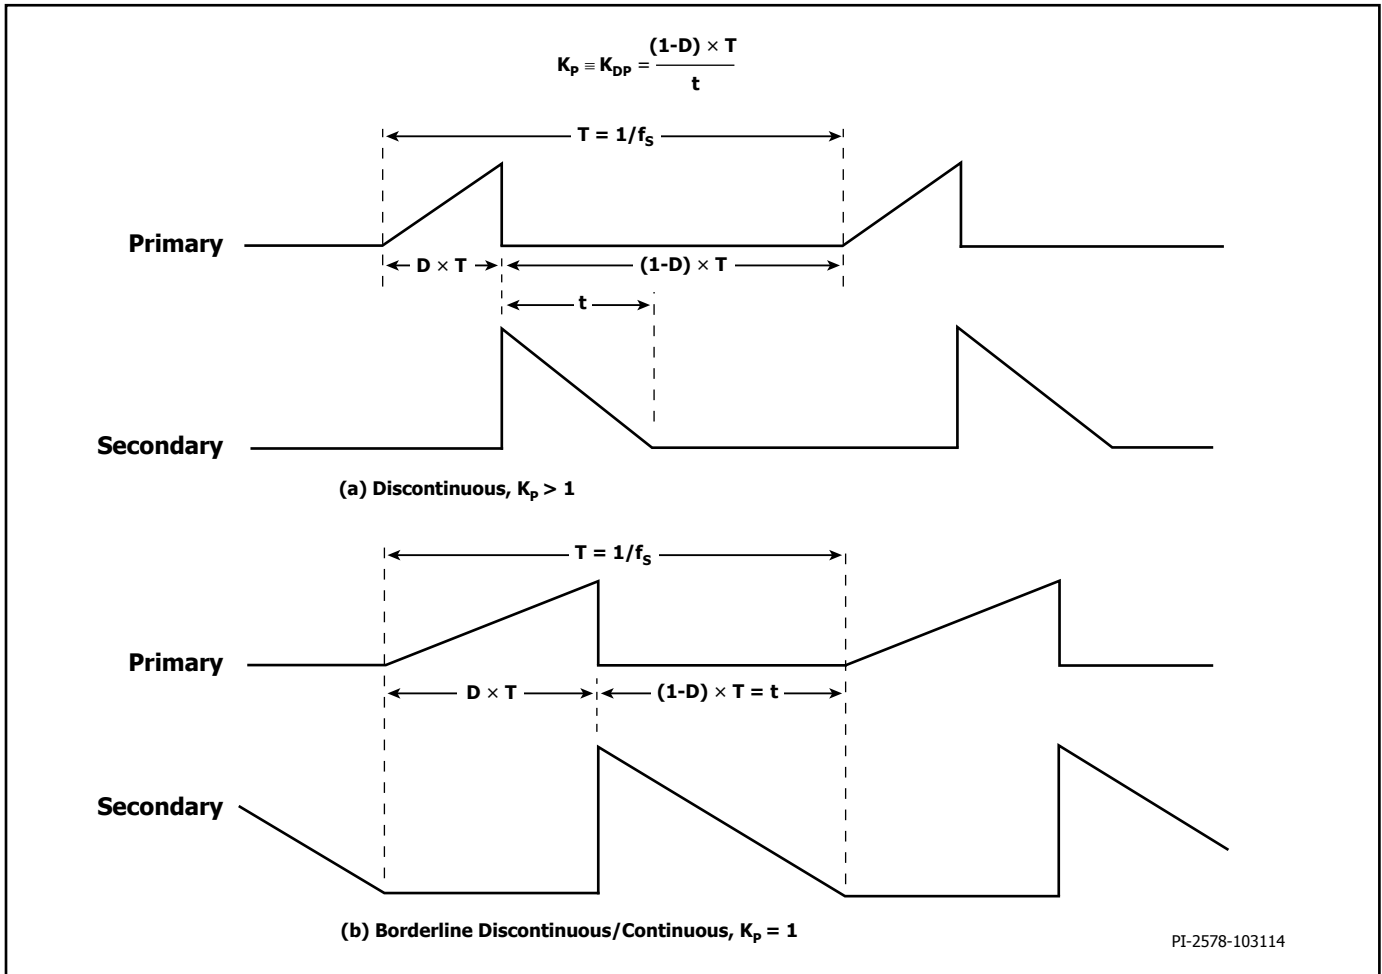 (1-D) × T
K_P ≡ K_DP = 
t
T = 1/f_S
Primary
D × T
(1-D) × T
t
Secondary
(a) Discontinuous, K_P > 1
T = 1/f_S
Primary
D × T
(1-D) × T = t
Secondary
(b) Borderline Discontinuous/Continuous, K_P = 1
PI-2578-103114